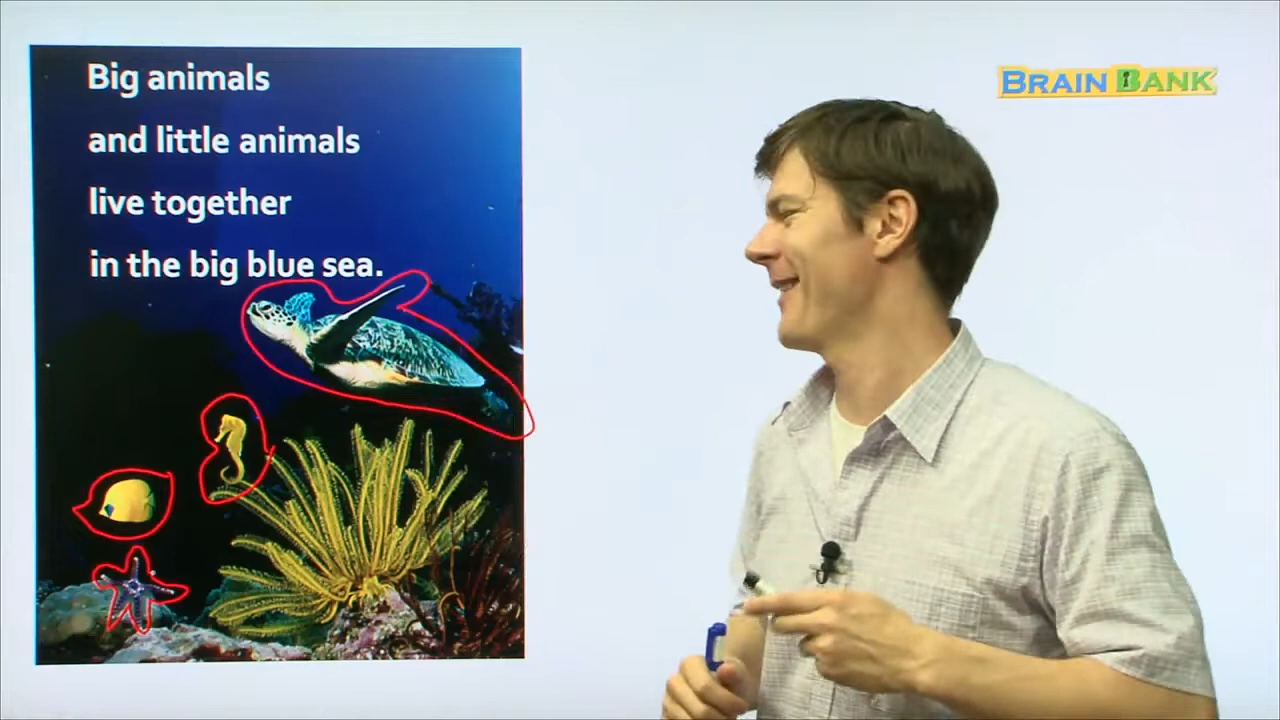 Big animals
and little animals
live together
in the big blue sea.
BRAIN BANK